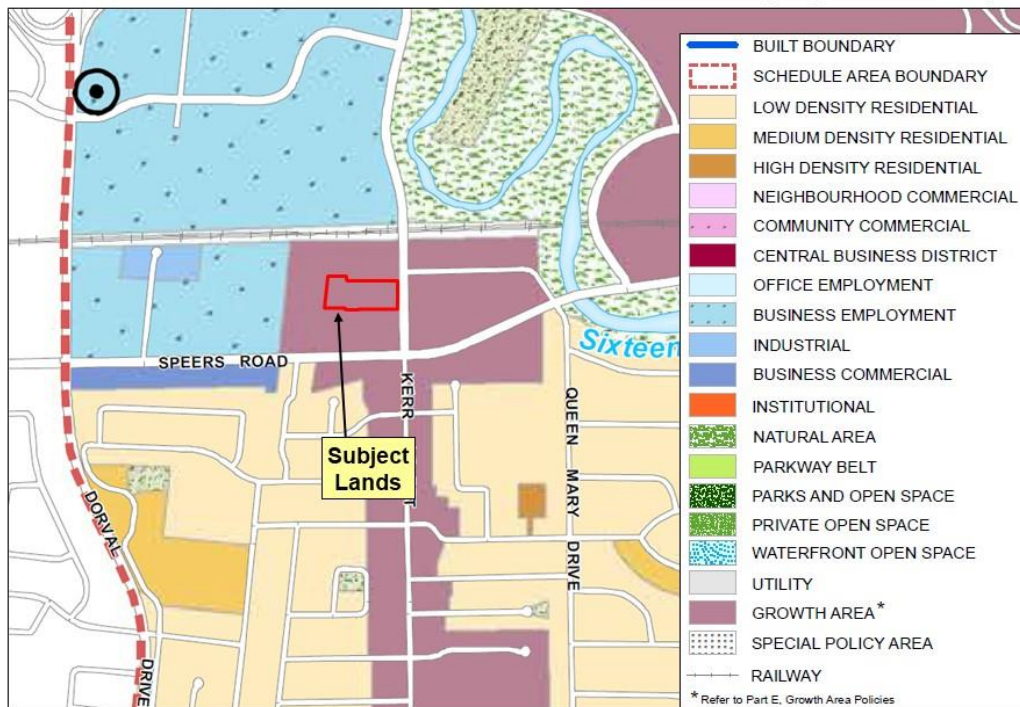 SPEERS ROAD
KERR
T
Subject
Lands
Sixteen
QUEEN MARY DRIVE
DORVAL
DRIVE
BUILT BOUNDARY
SCHEDULE AREA BOUNDARY
LOW DENSITY RESIDENTIAL
MEDIUM DENSITY RESIDENTIAL
HIGH DENSITY RESIDENTIAL
NEIGHBOURHOOD COMMERCIAL
COMMUNITY COMMERCIAL
CENTRAL BUSINESS DISTRICT
OFFICE EMPLOYMENT
BUSINESS EMPLOYMENT
INDUSTRIAL
BUSINESS COMMERCIAL
INSTITUTIONAL
NATURAL AREA
PARKWAY BELT
PARKS AND OPEN SPACE
PRIVATE OPEN SPACE
WATERFRONT OPEN SPACE
UTILITY
GROWTH AREA*
SPECIAL POLICY AREA
RAILWAY
* Refer to Part E, Growth Area Policies